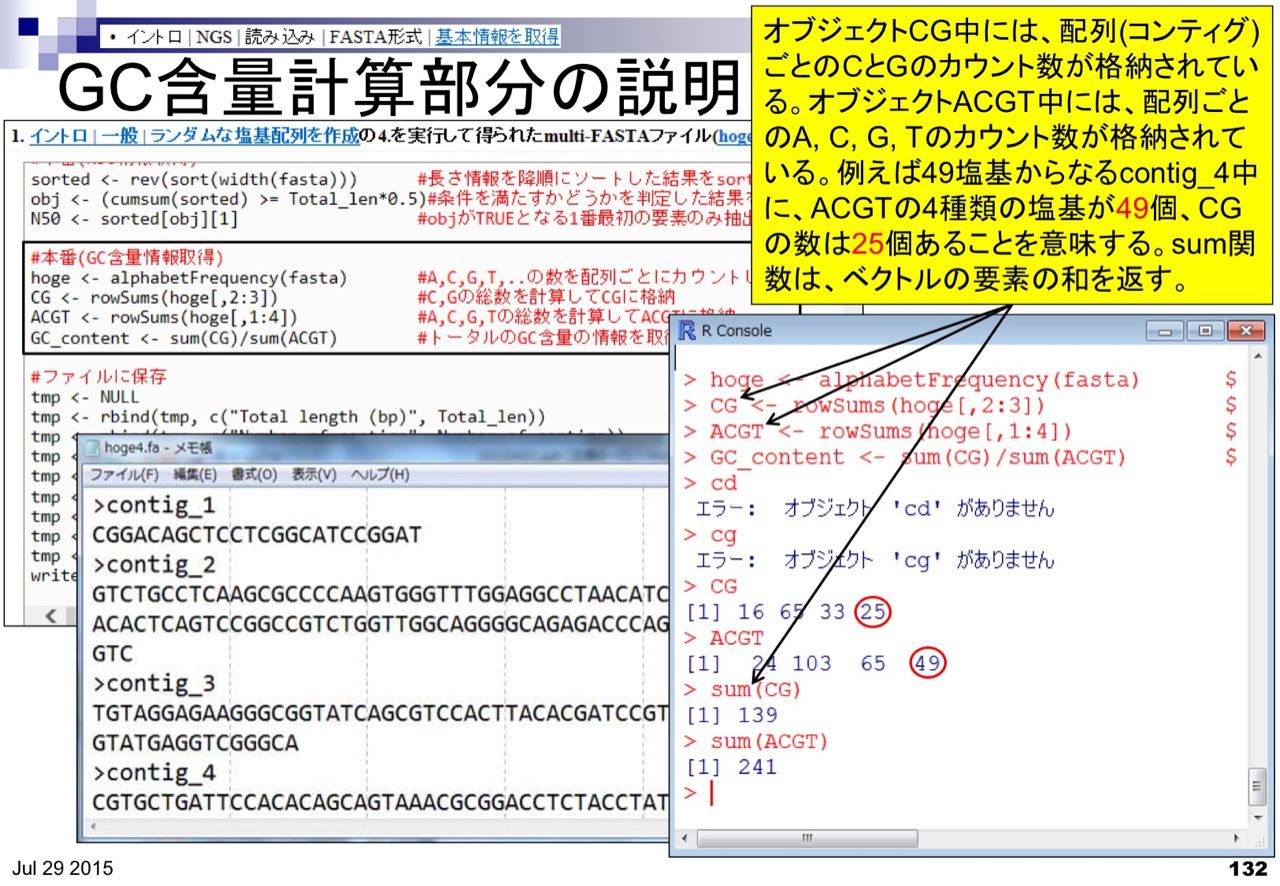 • イントロ | NGS | 読み込み | FASTA形式 | 基本情報を取得
GC含量計算部分の説明
オブジェクトCG中には、配列(コンティグ)
ごとのCとGのカウント数が格納されてい
る。オブジェクトACGT中には、配列ごと
のA, C, G, Tのカウント数が格納されて
いる。例えば49塩基からなるcontig_4中
に、ACGTの4種類の塩基が49個、CG
の数は25個あることを意味する。sum関
数は、ベクトルの要素の和を返す。
1. イントロ | 一般 | ランダムな塩基配列を作成の4.を実行して得られたmulti-FASTAファイル(hoge
sorted <- rev(sort(width(fasta))) #長さ情報を降順にソートした結果をsort
obj <- (cumsum(sorted) >= Total_len*0.5)#条件を満たすかどうかを判定した結果を
N50 <- sorted[obj][1] #objがTRUEとなる1番最初の要素のみ抽出
#本番(GC含量情報取得)
hoge <- alphabetFrequency(fasta) #A,C,G,T,..の数を配列ごとにカウントし
CG <- rowSums(hoge[,2:3]) #C,Gの総数を計算してCGに格納
ACGT <- rowSums(hoge[,1:4]) #A,C,G,Tの総数を計算してACGTに格納
GC_content <- sum(CG)/sum(ACGT) #トータルのGC含量の情報を取得
#ファイルに保存
tmp <- NULL
tmp <- rbind(tmp, c("Total length (bp)", Total_len))
tmp
tmp
tmp
tmp
tmp
tmp
tmp
write
hoge4.fa - メモ帳
ファイル(F) 編集(E) 書式(O) 表示(V) ヘルプ(H)
>contig_1
CGGACAGCTCCTCGGCATCCGGAT
>contig_2
GTCTGCCTCAAGCGCCCCAAGTGGGTTTGGAGGCCTAACATC
ACACTCAGTCCGGCCGTCTGGTTGGCAGGGGCAGAGACCCAG
GTC
>contig_3
TGTAGGAGAAGGGCGGTATCAGCGTCCACTTACACGATCCGT
GTATGAGGTCGGGCA
>contig_4
CGTGCTGATTCCACACAGCAGTAAACGCGGACCTCTACCTAT
R Console
> hoge <- alphabetFrequency(fasta) $
> CG <- rowSums(hoge[,2:3]) $
> ACGT <- rowSums(hoge[,1:4]) $
> GC_content <- sum(CG)/sum(ACGT) $
> cd
エラー: オブジェクト 'cd' がありません
> cg
エラー: オブジェクト 'cg' がありません
> CG
[1] 16 65 33 25
> ACGT
[1] 24 103 65 49
> sum(CG)
[1] 139
> sum(ACGT)
[1] 241
>
Jul 29 2015
132